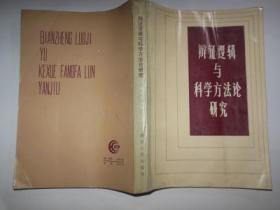 BIANZHENG LUOJI
YU
KEXUE FANGFA LUN
YANJIU
辩证逻辑与科学方法论研究
辩证逻辑
与
科学方法论
研究